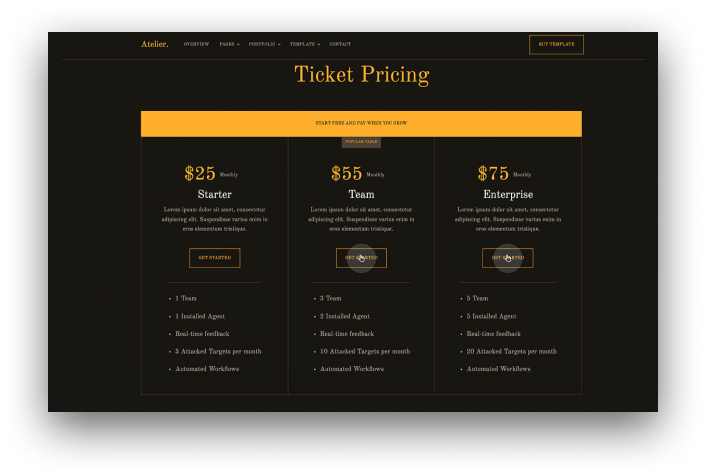 Atelier.
OVERVIEW
PAGES
PORTFOLIO
TEMPLATE
CONTACT
BUY TEMPLATE
Ticket Pricing
START FREE AND PAY WHEN YOU GROW
POPULAR TABLE
$25 Monthly
Starter
Lorem ipsum dolor sit amet, consectetur
adipiscing elit. Suspendisse varius enim in
eros elementum tristique.
GET STARTED
• 1 Team
• 1 Installed Agent
• Real-time feedback
• 3 Attacked Targets per month
• Automated Workflows
$55 Monthly
Team
Lorem ipsum dolor sit amet, consectetur
adipiscing elit. Suspendisse varius enim in
eros elementum tristique.
GET STARTED
• 3 Team
• 2 Installed Agent
• Real-time feedback
• 10 Attacked Targets per month
• Automated Workflows
$75 Monthly
Enterprise
Lorem ipsum dolor sit amet, consectetur
adipiscing elit. Suspendisse varius enim in
eros elementum tristique.
GET STARTED
• 5 Team
• 5 Installed Agent
• Real-time feedback
• 20 Attacked Targets per month
• Automated Workflows